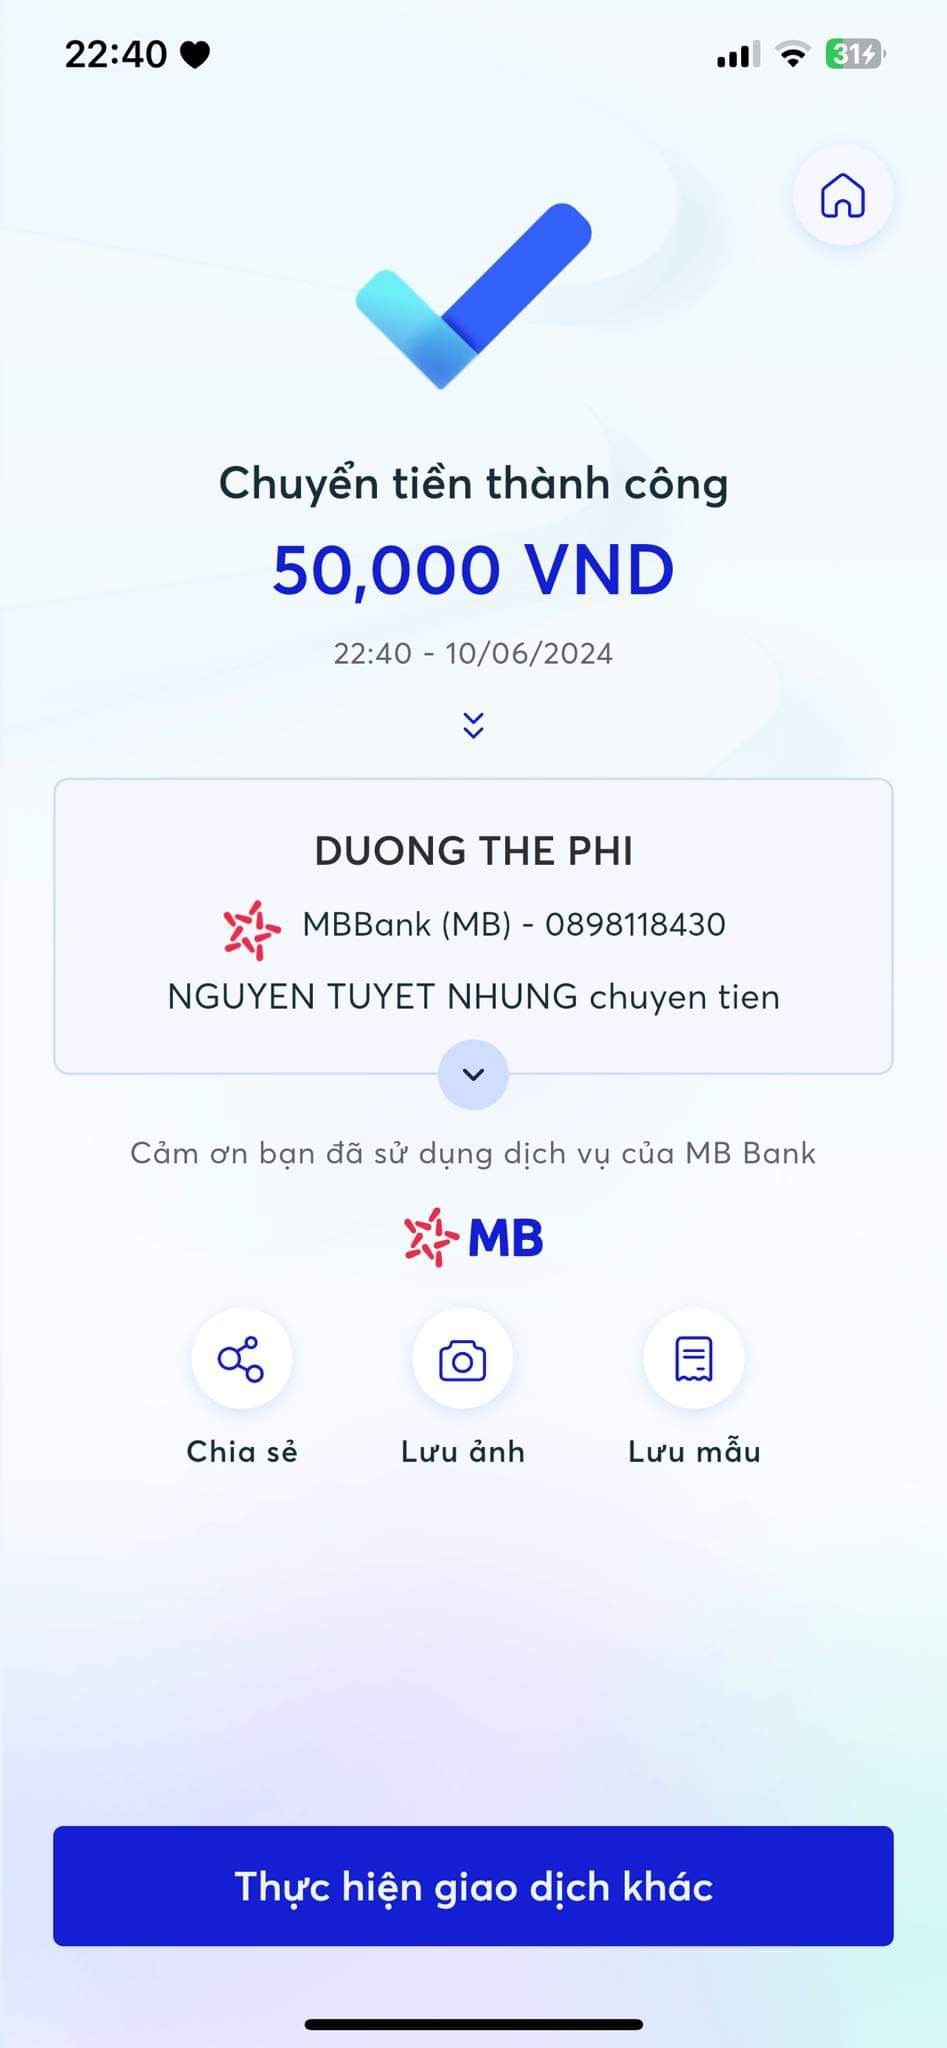 22:40
31
Chuyển tiền thành công
50,000 VND
22:40 - 10/06/2024
DUONG THE PHI
MBBank (MB) - 0898118430
NGUYEN TUYET NHUNG chuyen tien
Cảm ơn bạn đã sử dụng dịch vụ của MB Bank
MB
Chia sẻ Lưu ảnh Lưu mẫu
Thực hiện giao dịch khác